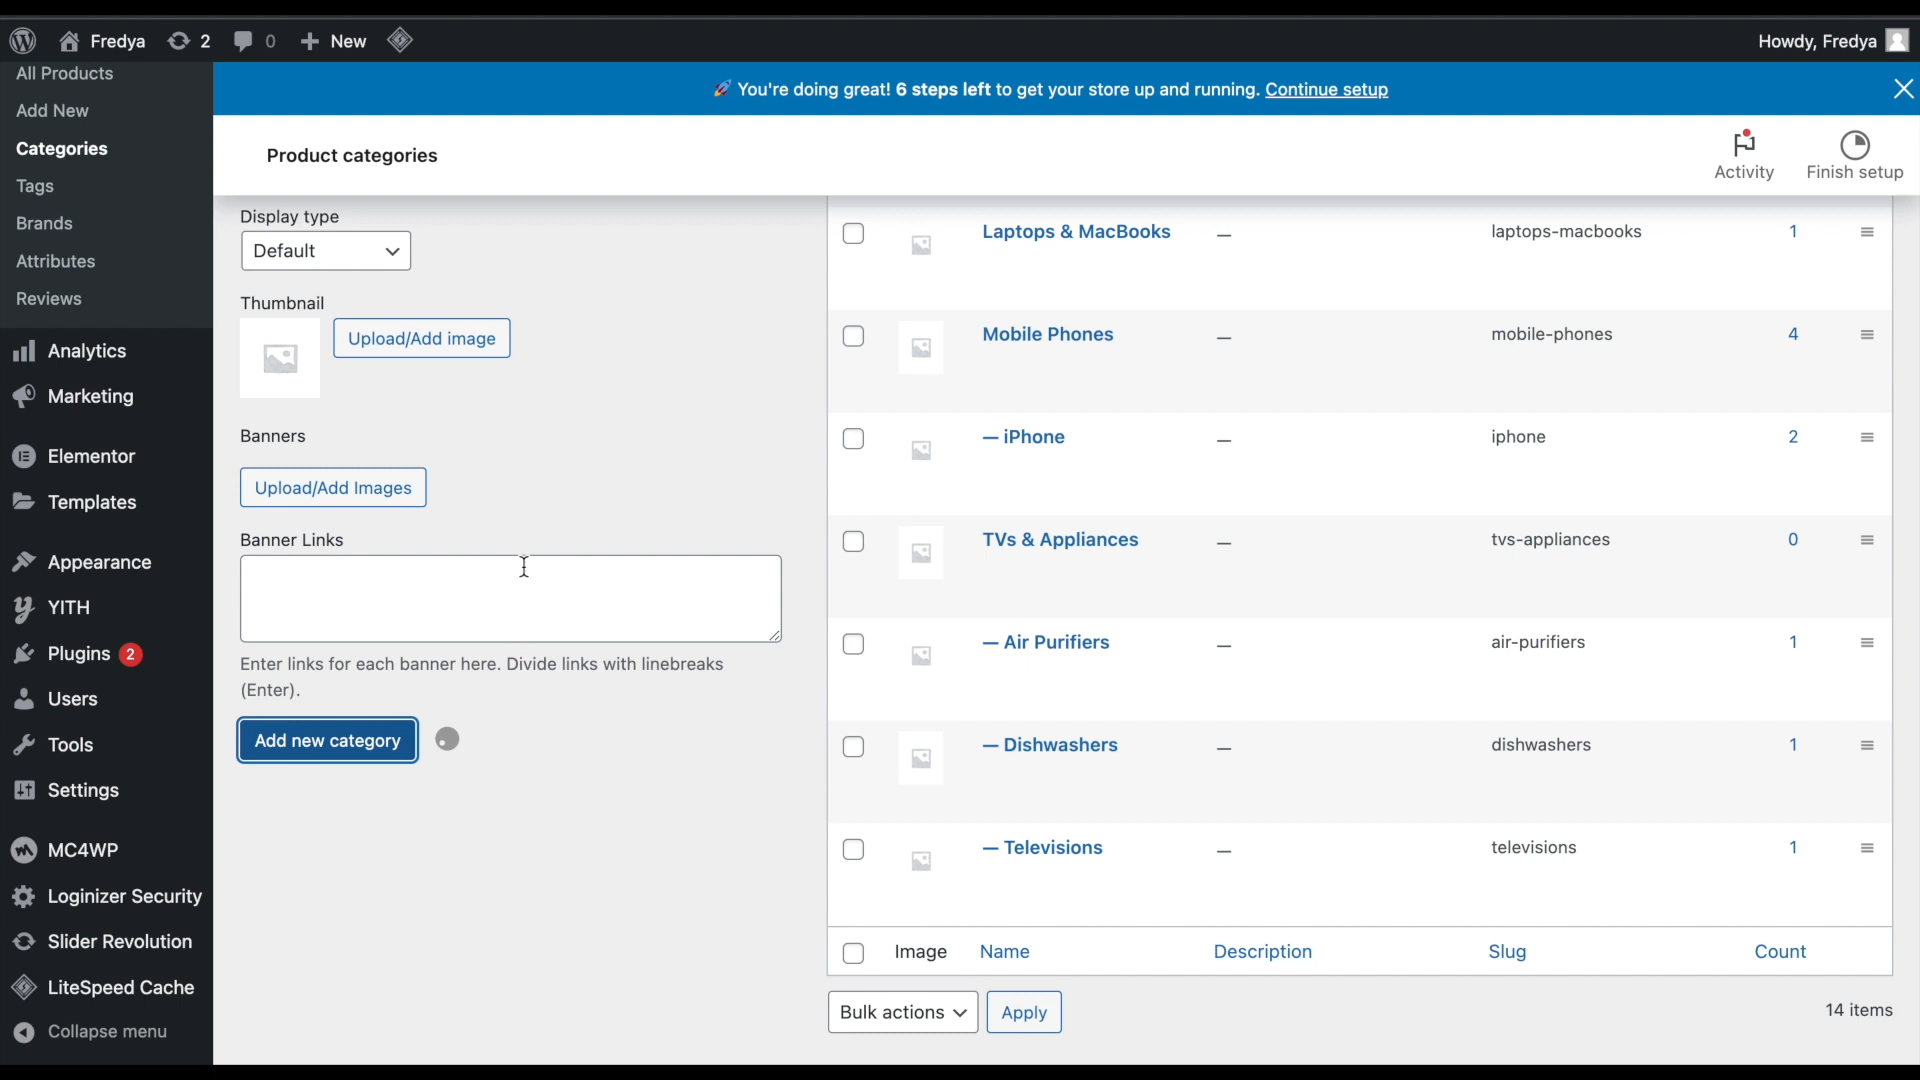 Fredya 2 0 New Howdy, Fredya
All Products
Add New
Categories
Tags
Brands
Attributes
Reviews
Analytics
Marketing
Elementor
Templates
Appearance
YITH
Plugins 2
Users
Tools
Settings
MC4WP
Loginizer Security
Slider Revolution
LiteSpeed Cache
Collapse menu
🚀 You're doing great! 6 steps left to get your store up and running. Continue setup
Product categories
Activity
Finish setup
Display type
Default
Thumbnail
Upload/Add image
Banners
Upload/Add Images
Banner Links
Enter links for each banner here. Divide links with linebreaks
(Enter).
Add new category
Laptops & MacBooks — laptops-macbooks 1
Mobile Phones — mobile-phones 4
— iPhone — iphone 2
TVs & Appliances — tvs-appliances 0
— Air Purifiers — air-purifiers 1
— Dishwashers — dishwashers 1
— Televisions — televisions 1
Image Name Description Slug Count
Bulk actions Apply 14 items